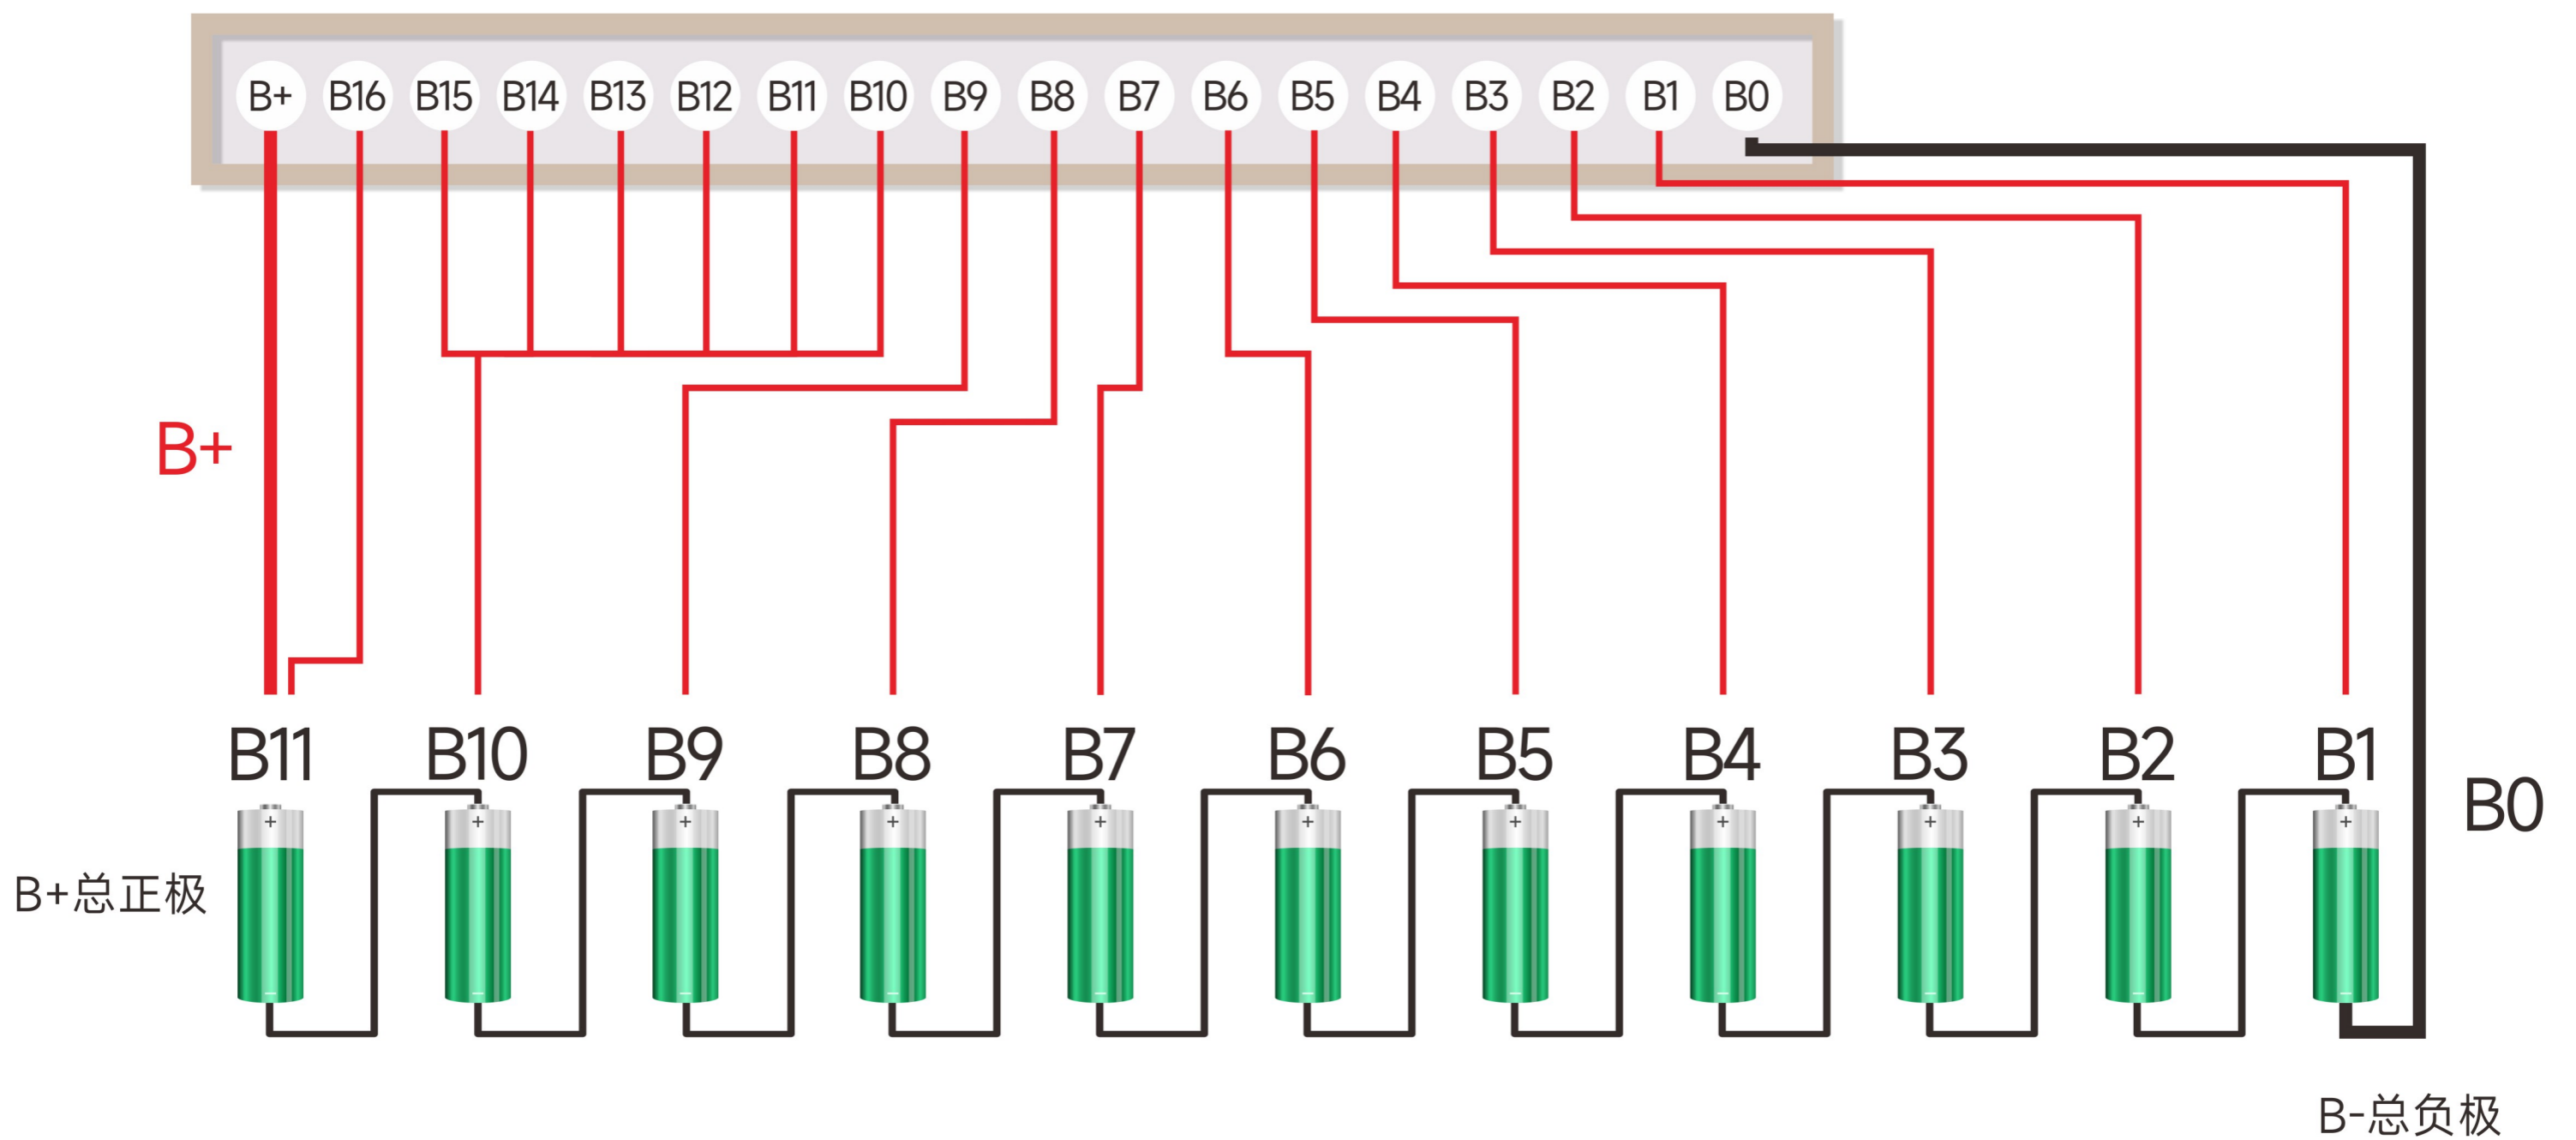 B+ B16 B15 B14 B13 B12 B11 B10 B9 B8 B7 B6 B5 B4 B3 B2 B1 B0
B+
B11 B10 B9 B8 B7 B6 B5 B4 B3 B2 B1
B0
+ + + + + + + + + + +
B+总正极
− − − − − − − − − − −
B-总负极